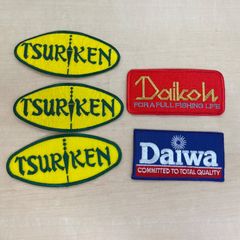 TSURIKEN
TSURIKEN
TSURIKEN
Daikoh
FOR A FULL FISHING LIFE
Daiwa
COMMITTED TO TOTAL QUALITY